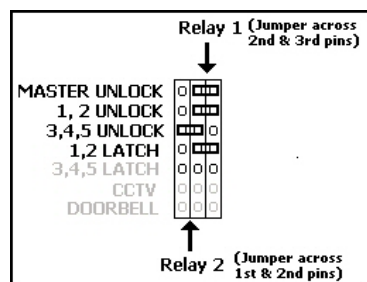 Relay 1 (Jumper across
2nd & 3rd pins)
MASTER UNLOCK
1, 2 UNLOCK
3,4,5 UNLOCK
1,2 LATCH
3,4,5 LATCH
CCTV
DOORBELL
Relay 2 (Jumper across
1st & 2nd pins)